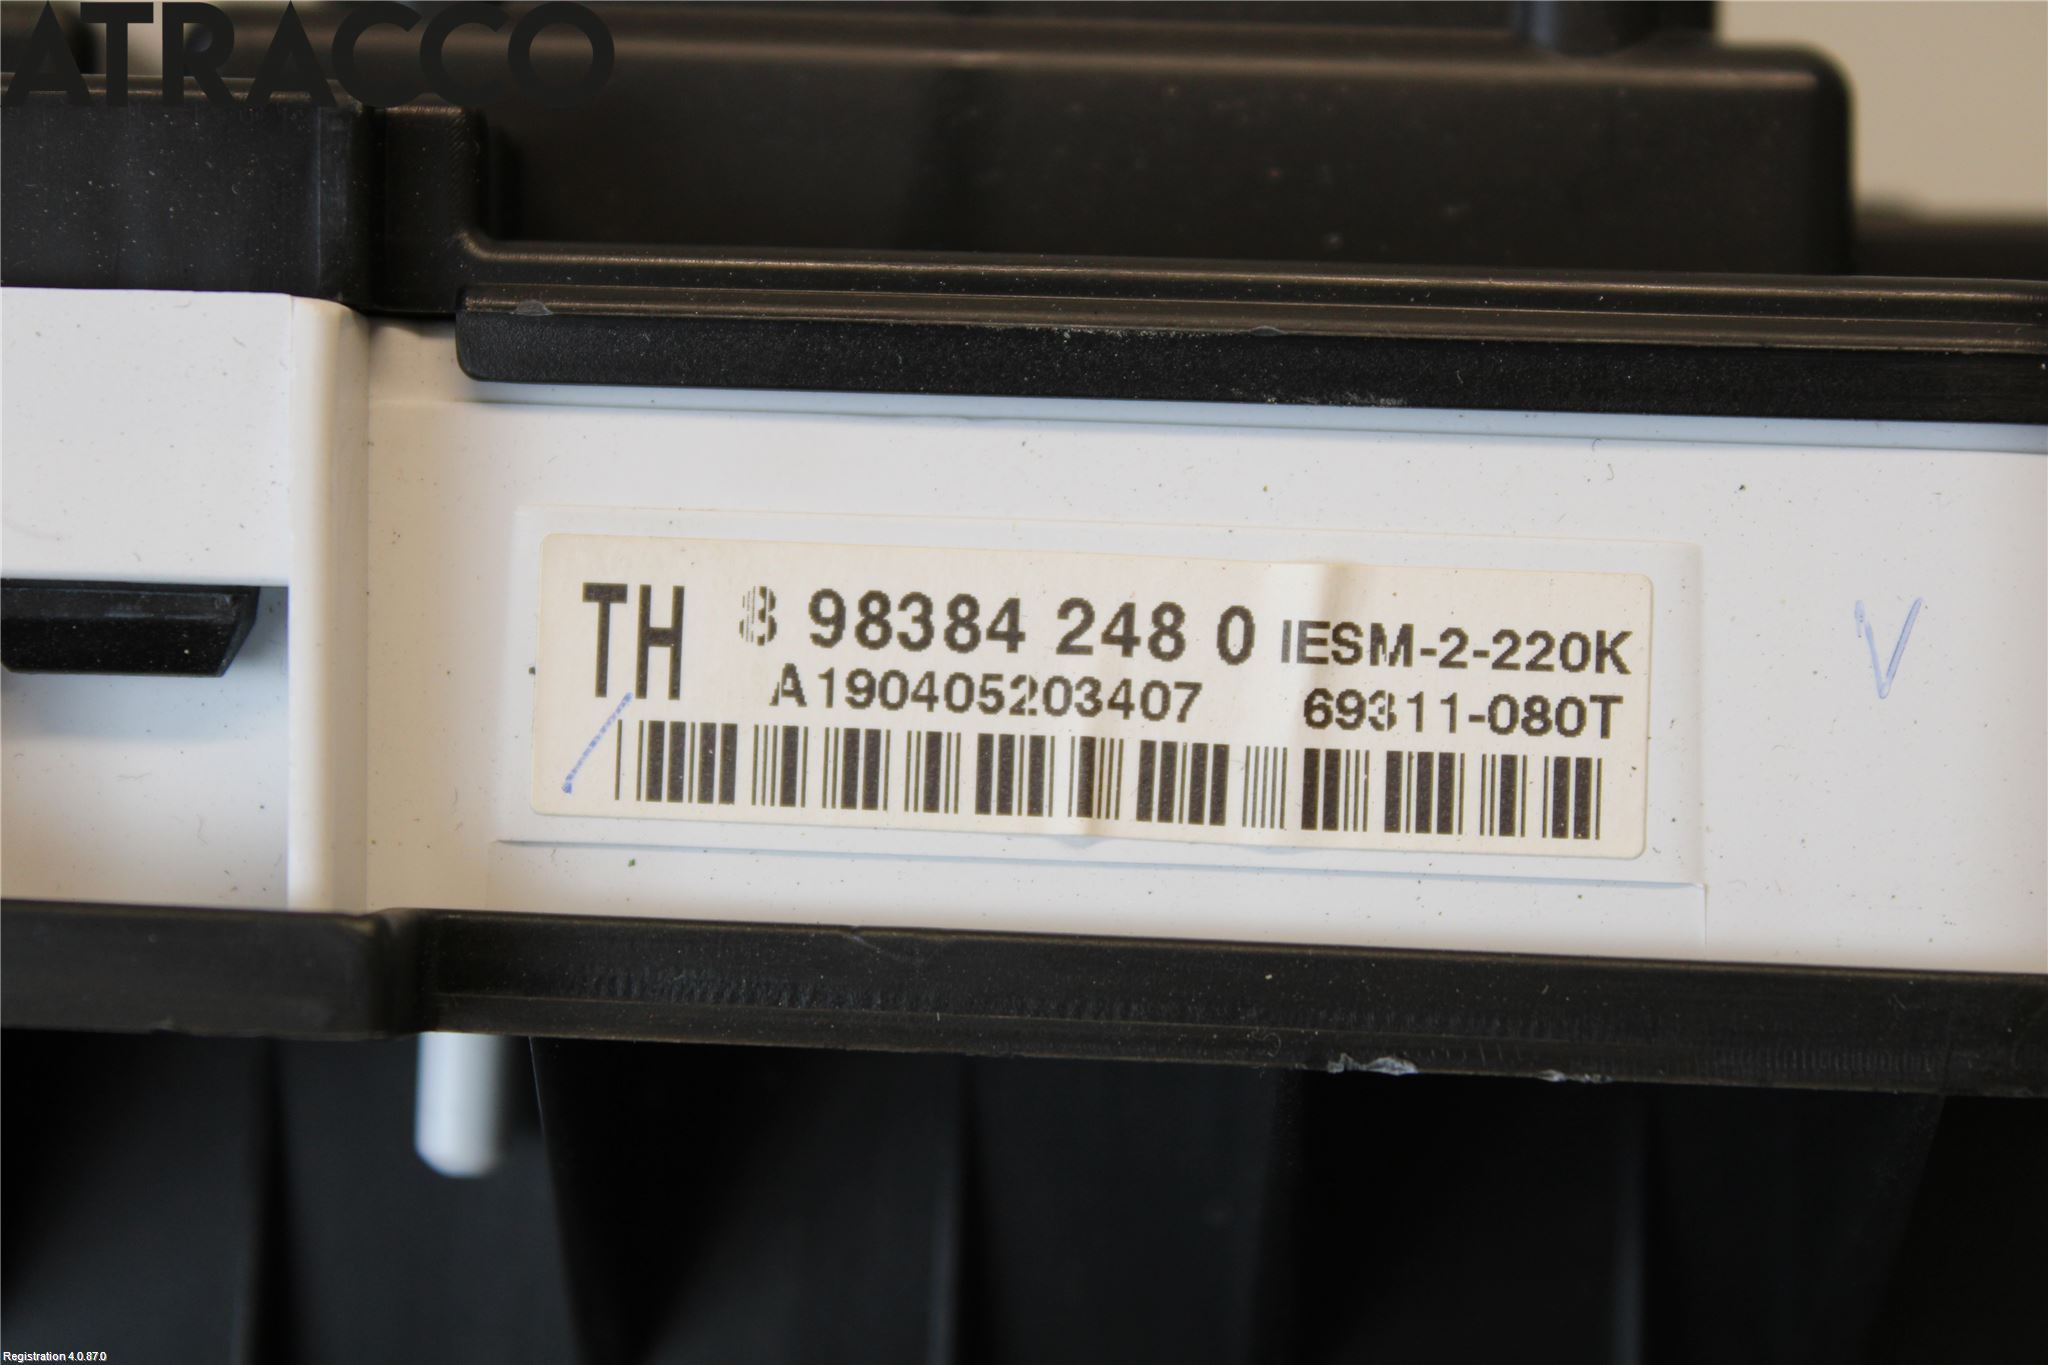 ATRACCO
TH 8 98384 248 0 IESM-2-220K
A190405203407 69311-080T
V
Registration 4.0.87.0